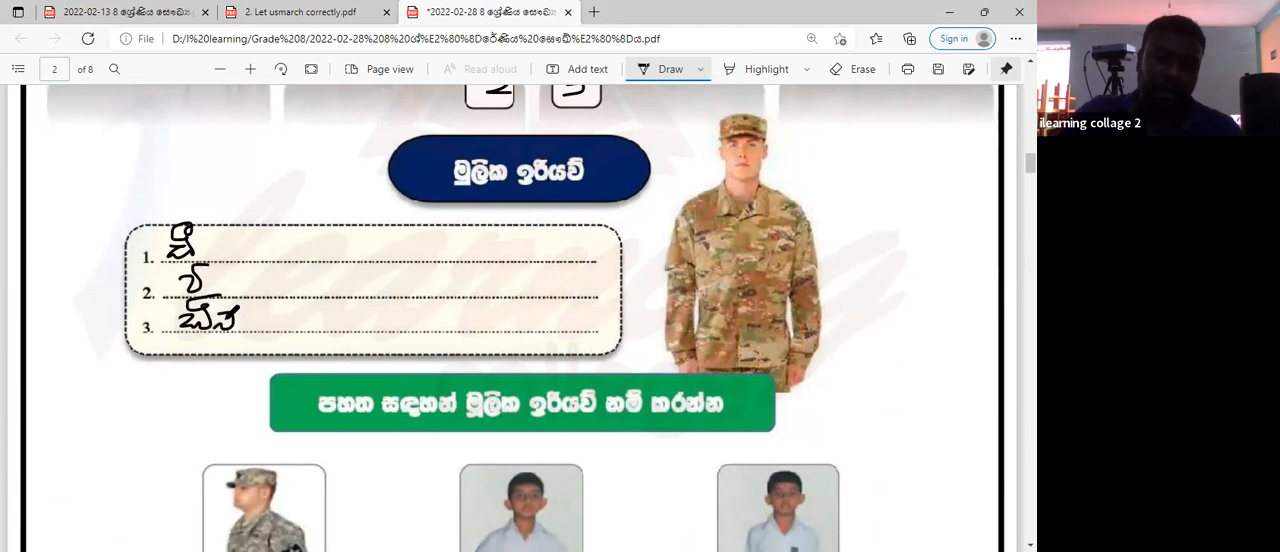 2022-02-13 8 ශ්‍රේණිය සෞඛ්‍ය.p
2. Let usmarch correctly.pdf
*2022-02-28 8 ශ්‍රේණිය සෞඛ්‍ය
File
D:/I%20learning/Grade%208/2022-02-28%208%20ශ්%E2%80%8Dරේණිය%20සෞඛ්%E2%80%8Dය.pdf
Sign in
2 of 8
Page view
Read aloud
Add text
Draw
Highlight
Erase
ilearning collage 2
මූලික ඉරියව්
1.
2.
3.
learning
පහත සඳහන් මූලික ඉරියව් නම් කරන්න